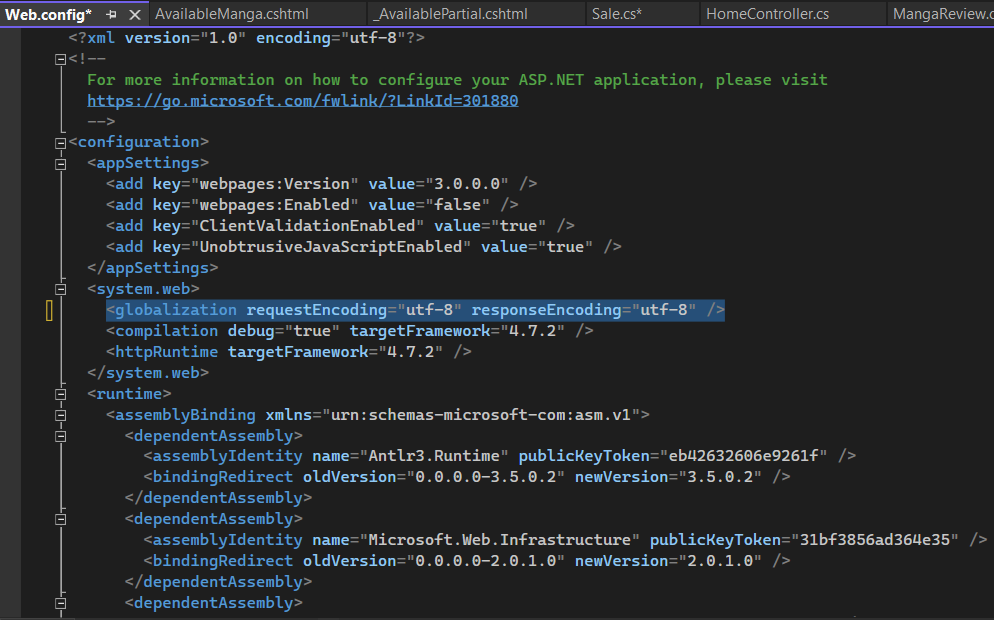 Web.config* AvailableManga.cshtml _AvailablePartial.cshtml Sale.cs* HomeController.cs MangaReview.c
<?xml version="1.0" encoding="utf-8"?>
<!--
For more information on how to configure your ASP.NET application, please visit
https://go.microsoft.com/fwlink/?LinkId=301880
-->
<configuration>
<appSettings>
<add key="webpages:Version" value="3.0.0.0" />
<add key="webpages:Enabled" value="false" />
<add key="ClientValidationEnabled" value="true" />
<add key="UnobtrusiveJavaScriptEnabled" value="true" />
</appSettings>
<system.web>
<globalization requestEncoding="utf-8" responseEncoding="utf-8" />
<compilation debug="true" targetFramework="4.7.2" />
<httpRuntime targetFramework="4.7.2" />
</system.web>
<runtime>
<assemblyBinding xmlns="urn:schemas-microsoft-com:asm.v1">
<dependentAssembly>
<assemblyIdentity name="Antlr3.Runtime" publicKeyToken="eb42632606e9261f" />
<bindingRedirect oldVersion="0.0.0.0-3.5.0.2" newVersion="3.5.0.2" />
</dependentAssembly>
<dependentAssembly>
<assemblyIdentity name="Microsoft.Web.Infrastructure" publicKeyToken="31bf3856ad364e35" />
<bindingRedirect oldVersion="0.0.0.0-2.0.1.0" newVersion="2.0.1.0" />
</dependentAssembly>
<dependentAssembly>